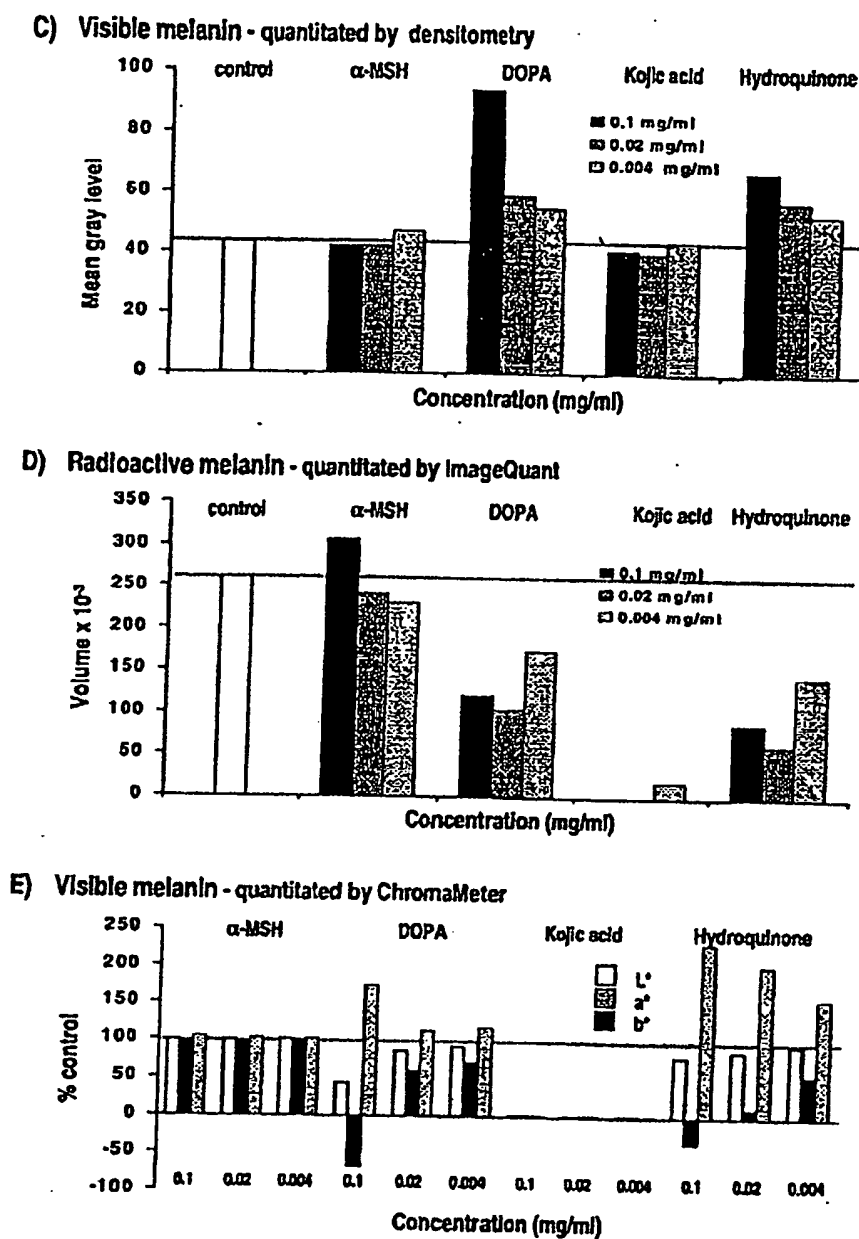 C) Visible melanin - quantitated by densitometry
control α-MSH DOPA Kojic acid Hydroquinone
100
80
60
40
20
0
Mean gray level
0.1 mg/ml
0.02 mg/ml
0.004 mg/ml
Concentration (mg/ml)
D) Radioactive melanin - quantitated by ImageQuant
control α-MSH DOPA Kojic acid Hydroquinone
350
300
250
200
150
100
50
0
Volume x 10⁻³
0.1 mg/ml
0.02 mg/ml
0.004 mg/ml
Concentration (mg/ml)
E) Visible melanin - quantitated by ChromaMeter
α-MSH DOPA Kojic acid Hydroquinone
250
200
150
100
50
0
-50
-100
% control
L*
a*
b*
0.1 0.02 0.004 0.1 0.02 0.004 0.1 0.02 0.004 0.1 0.02 0.004
Concentration (mg/ml)